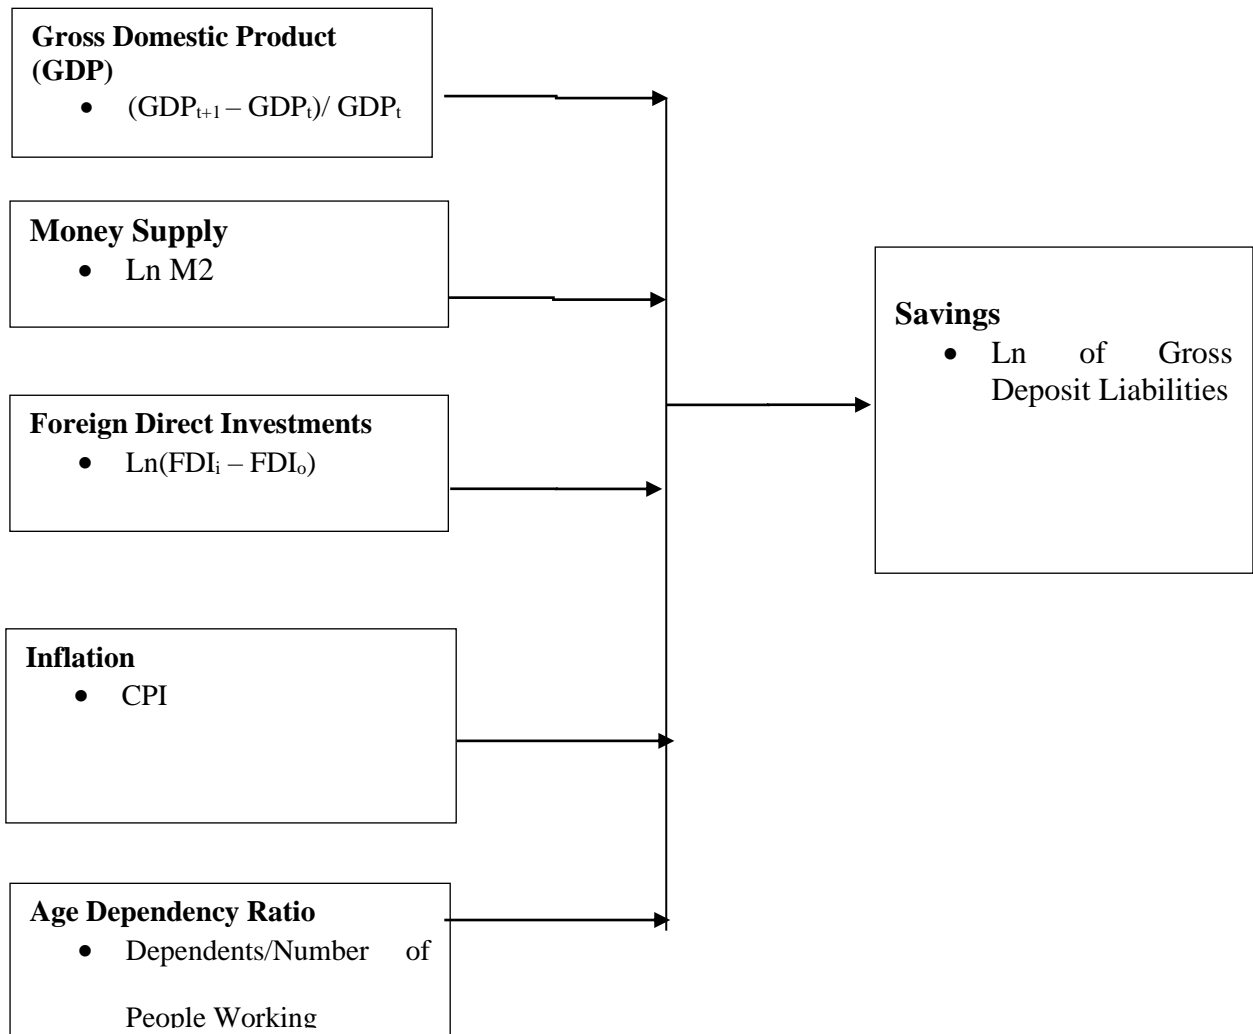 Gross Domestic Product
(GDP)
• (GDPt+1 – GDPt)/ GDPt
Money Supply
• Ln M2
Foreign Direct Investments
• Ln(FDIi – FDIo)
Inflation
• CPI
Age Dependency Ratio
• Dependents/Number of
People Working
Savings
• Ln of Gross
Deposit Liabilities